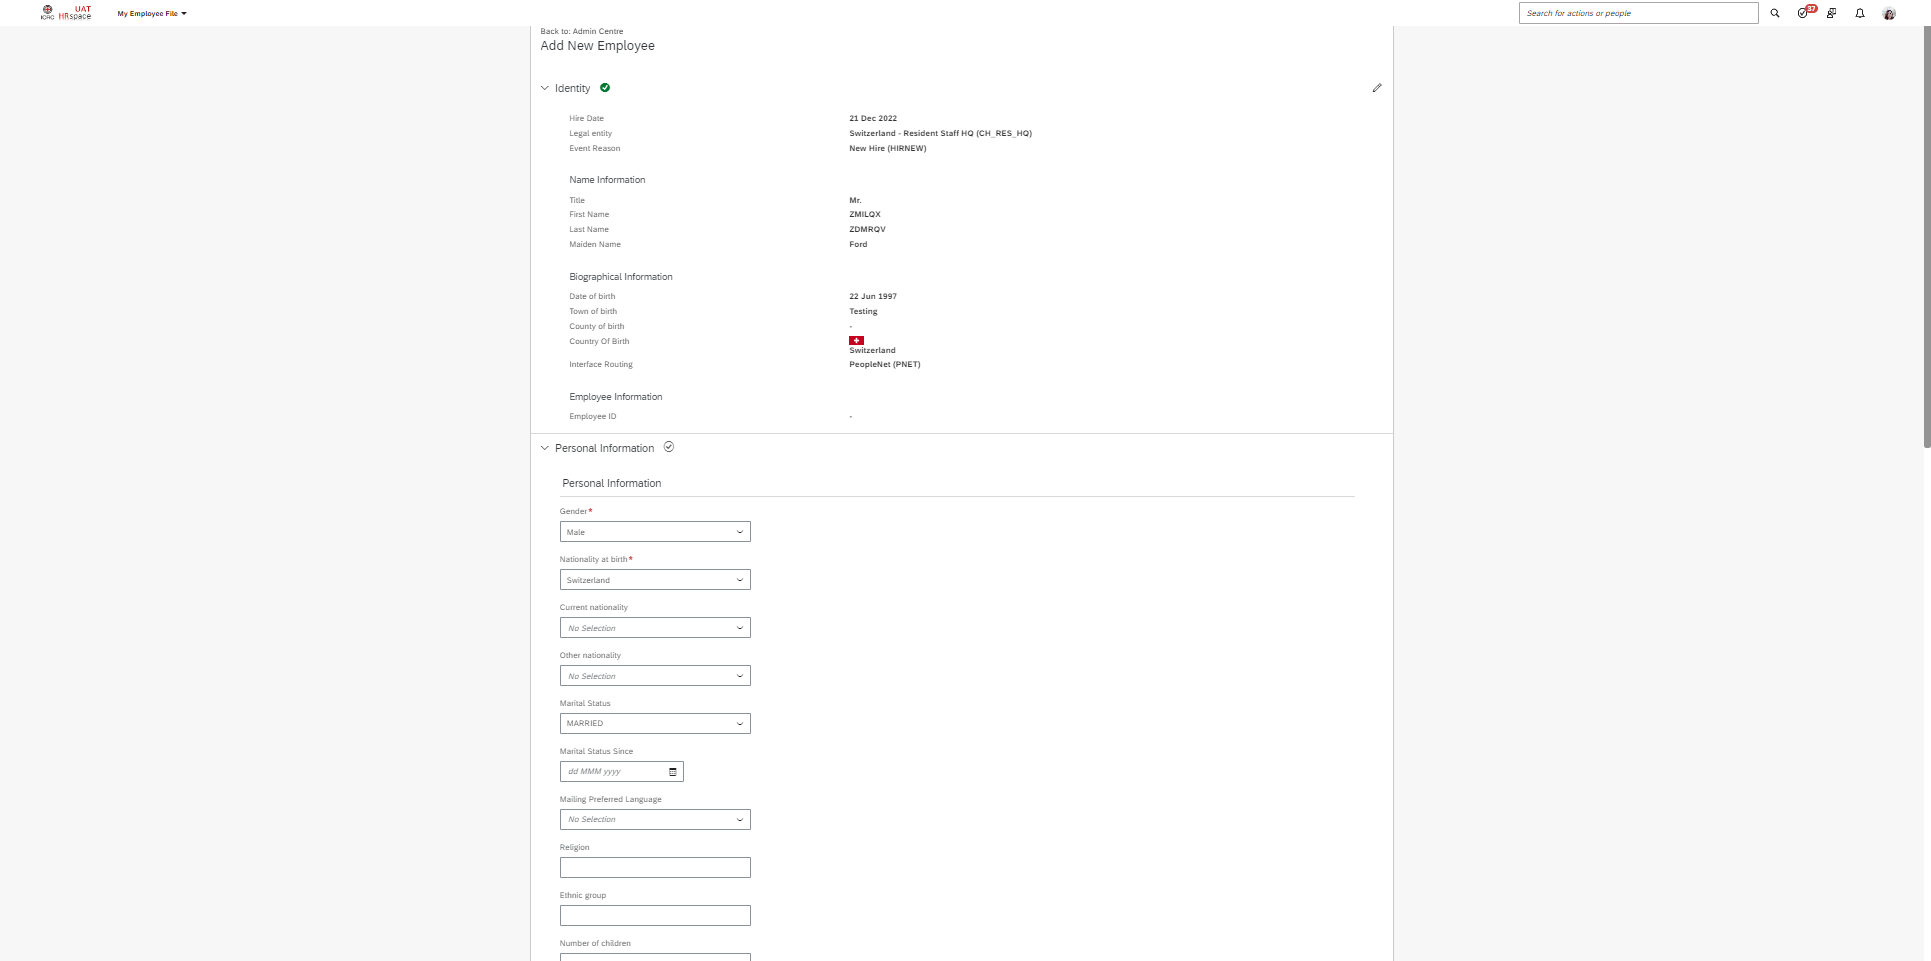 ICRC
UAT
HRspace
My Employee File
Search for actions or people
37
Back to: Admin Centre
Add New Employee
Identity
Hire Date 21 Dec 2022
Legal entity Switzerland - Resident Staff HQ (CH_RES_HQ)
Event Reason New Hire (HIRNEW)
Name Information
Title Mr.
First Name ZMILQX
Last Name ZDMRQV
Maiden Name Ford
Biographical Information
Date of birth 22 Jun 1997
Town of birth Testing
County of birth -
Country Of Birth
Switzerland
Interface Routing PeopleNet (PNET)
Employee Information
Employee ID -
Personal Information
Personal Information
Gender*
Male
Nationality at birth*
Switzerland
Current nationality
No Selection
Other nationality
No Selection
Marital Status
MARRIED
Marital Status Since
dd MMM yyyy
Mailing Preferred Language
No Selection
Religion
Ethnic group
Number of children